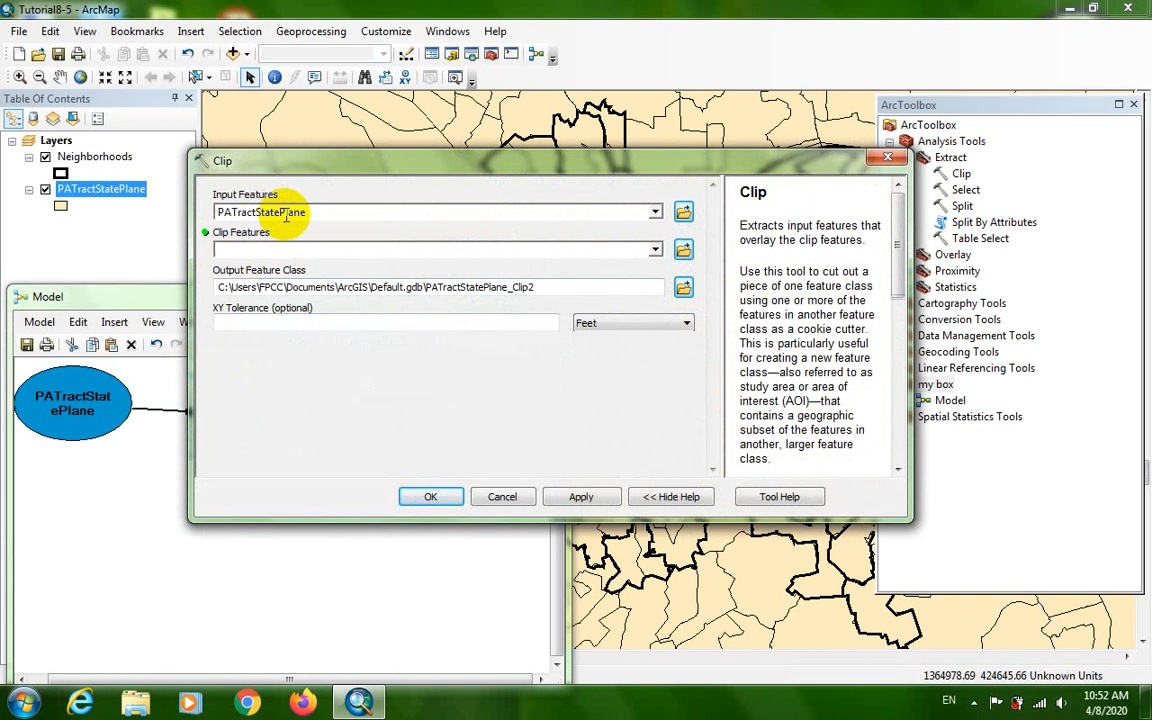 Tutorial8-5 - ArcMap
File Edit View Bookmarks Insert Selection Geoprocessing Customize Windows Help
Table Of Contents
Layers
Neighborhoods
PATractStatePlane
Model
Model Edit Insert View W
PATractStat
ePlane
Clip
Input Features
PATractStatePlane
Clip Features
Output Feature Class
C:\Users\FPCC\Documents\ArcGIS\Default.gdb\PATractStatePlane_Clip2
XY Tolerance (optional)
Feet
OK Cancel Apply << Hide Help Tool Help
Clip
Extracts input features that
overlay the clip features.
Use this tool to cut out a
piece of one feature class
using one or more of the
features in another feature
class as a cookie cutter.
This is particularly useful
for creating a new feature
class—also referred to as
study area or area of
interest (AOI)—that
contains a geographic
subset of the features in
another, larger feature
class.
ArcToolbox
ArcToolbox
Analysis Tools
Extract
Clip
Select
Split
Split By Attributes
Table Select
Overlay
Proximity
Statistics
Cartography Tools
Conversion Tools
Data Management Tools
Geocoding Tools
Linear Referencing Tools
my box
Model
Spatial Statistics Tools
1364978.69 424645.66 Unknown Units
EN
10:52 AM
4/8/2020